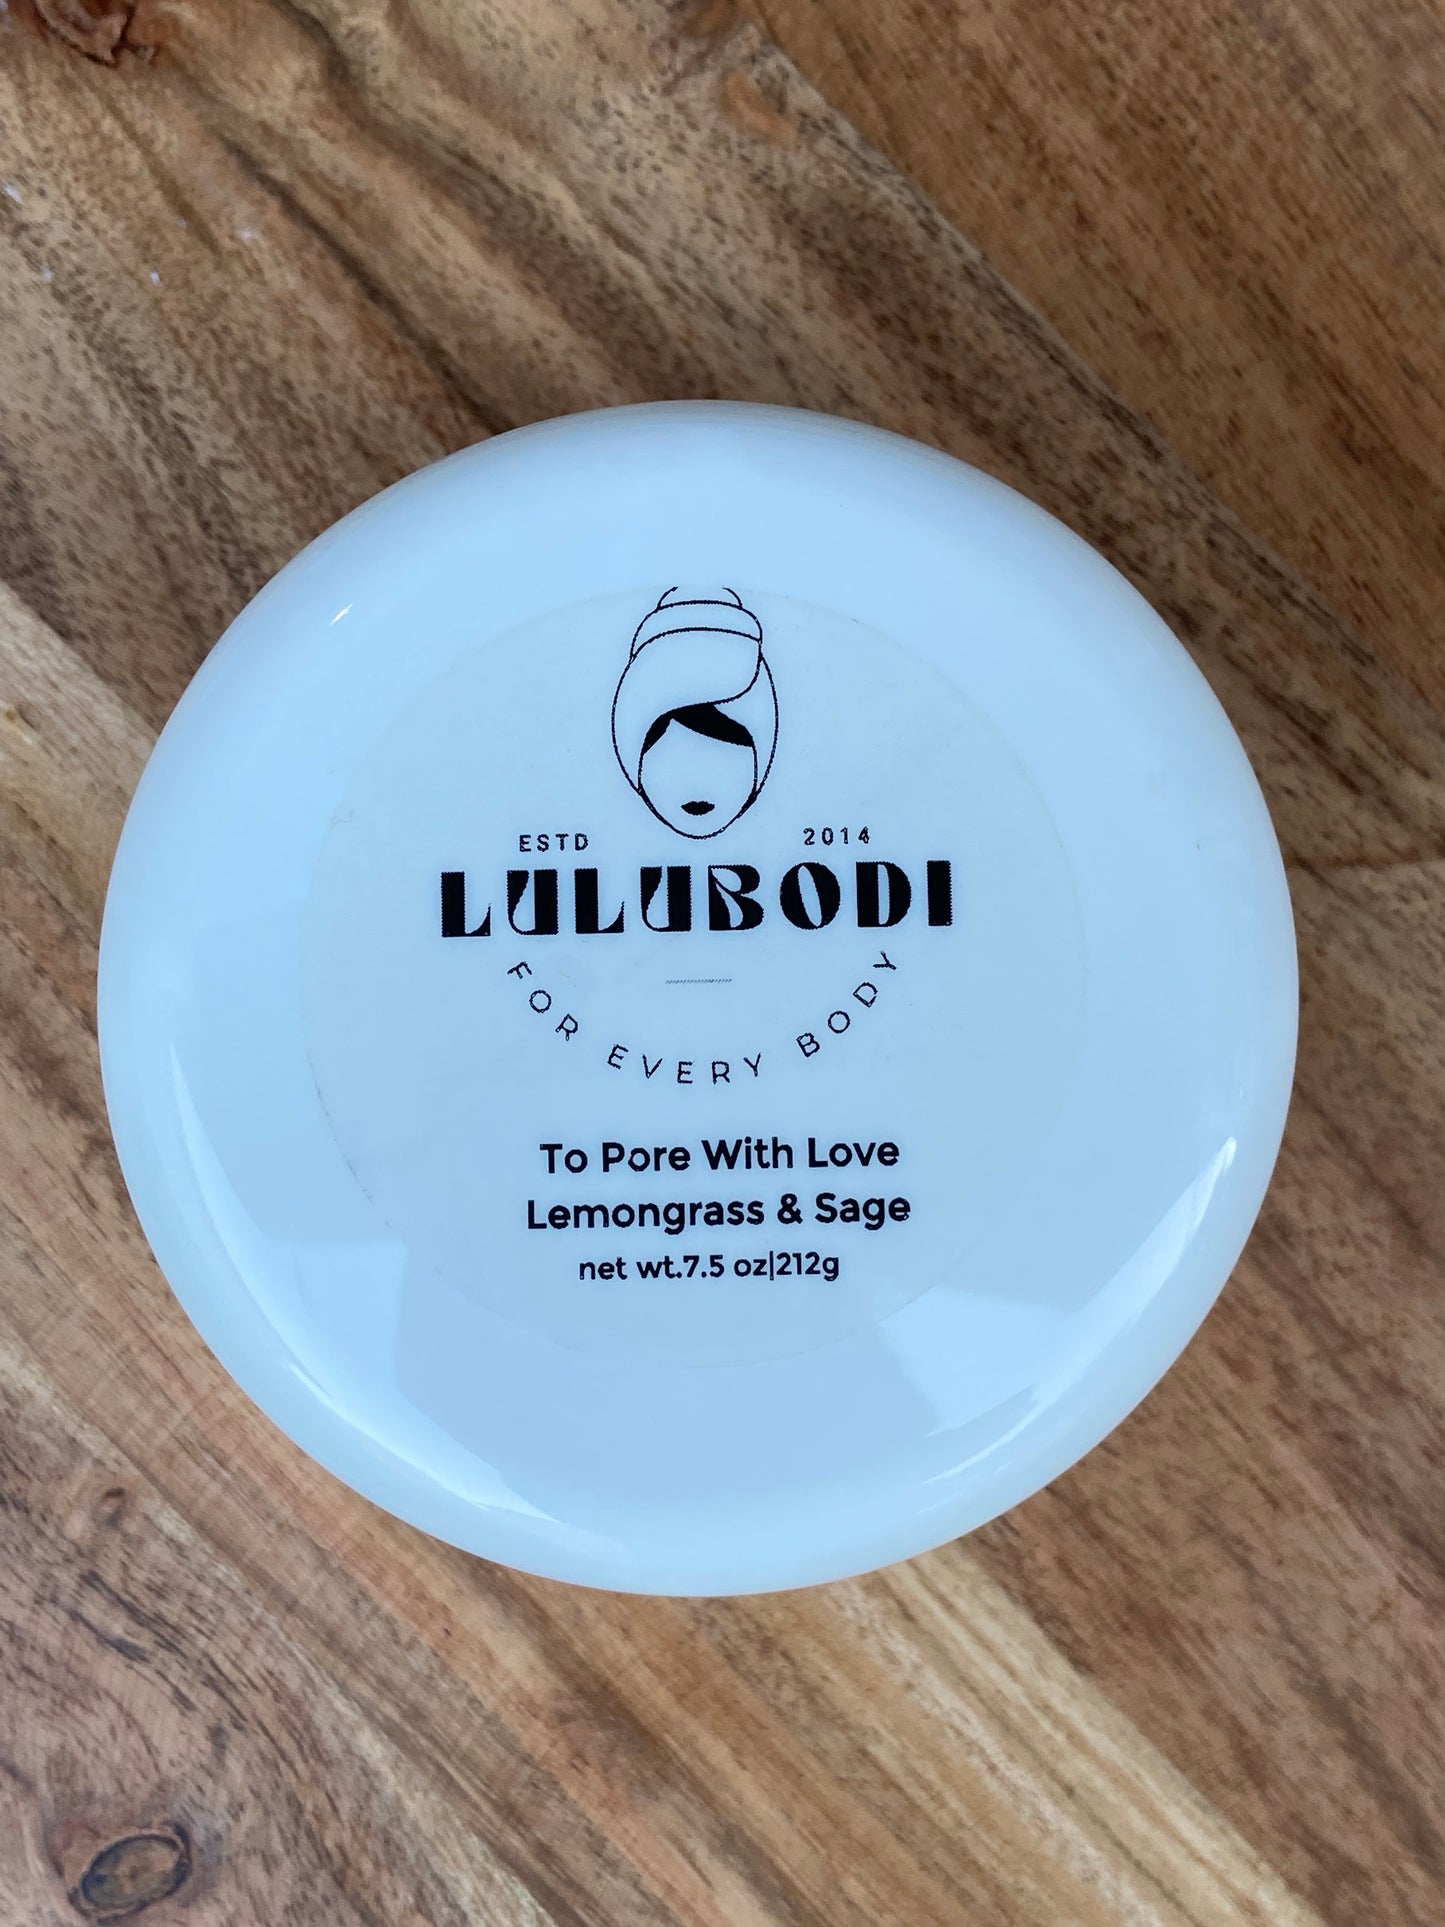 ESTD 2014
LULUBODI
FOR EVERY BODY
To Pore With Love
Lemongrass & Sage
net wt.7.5 oz|212g